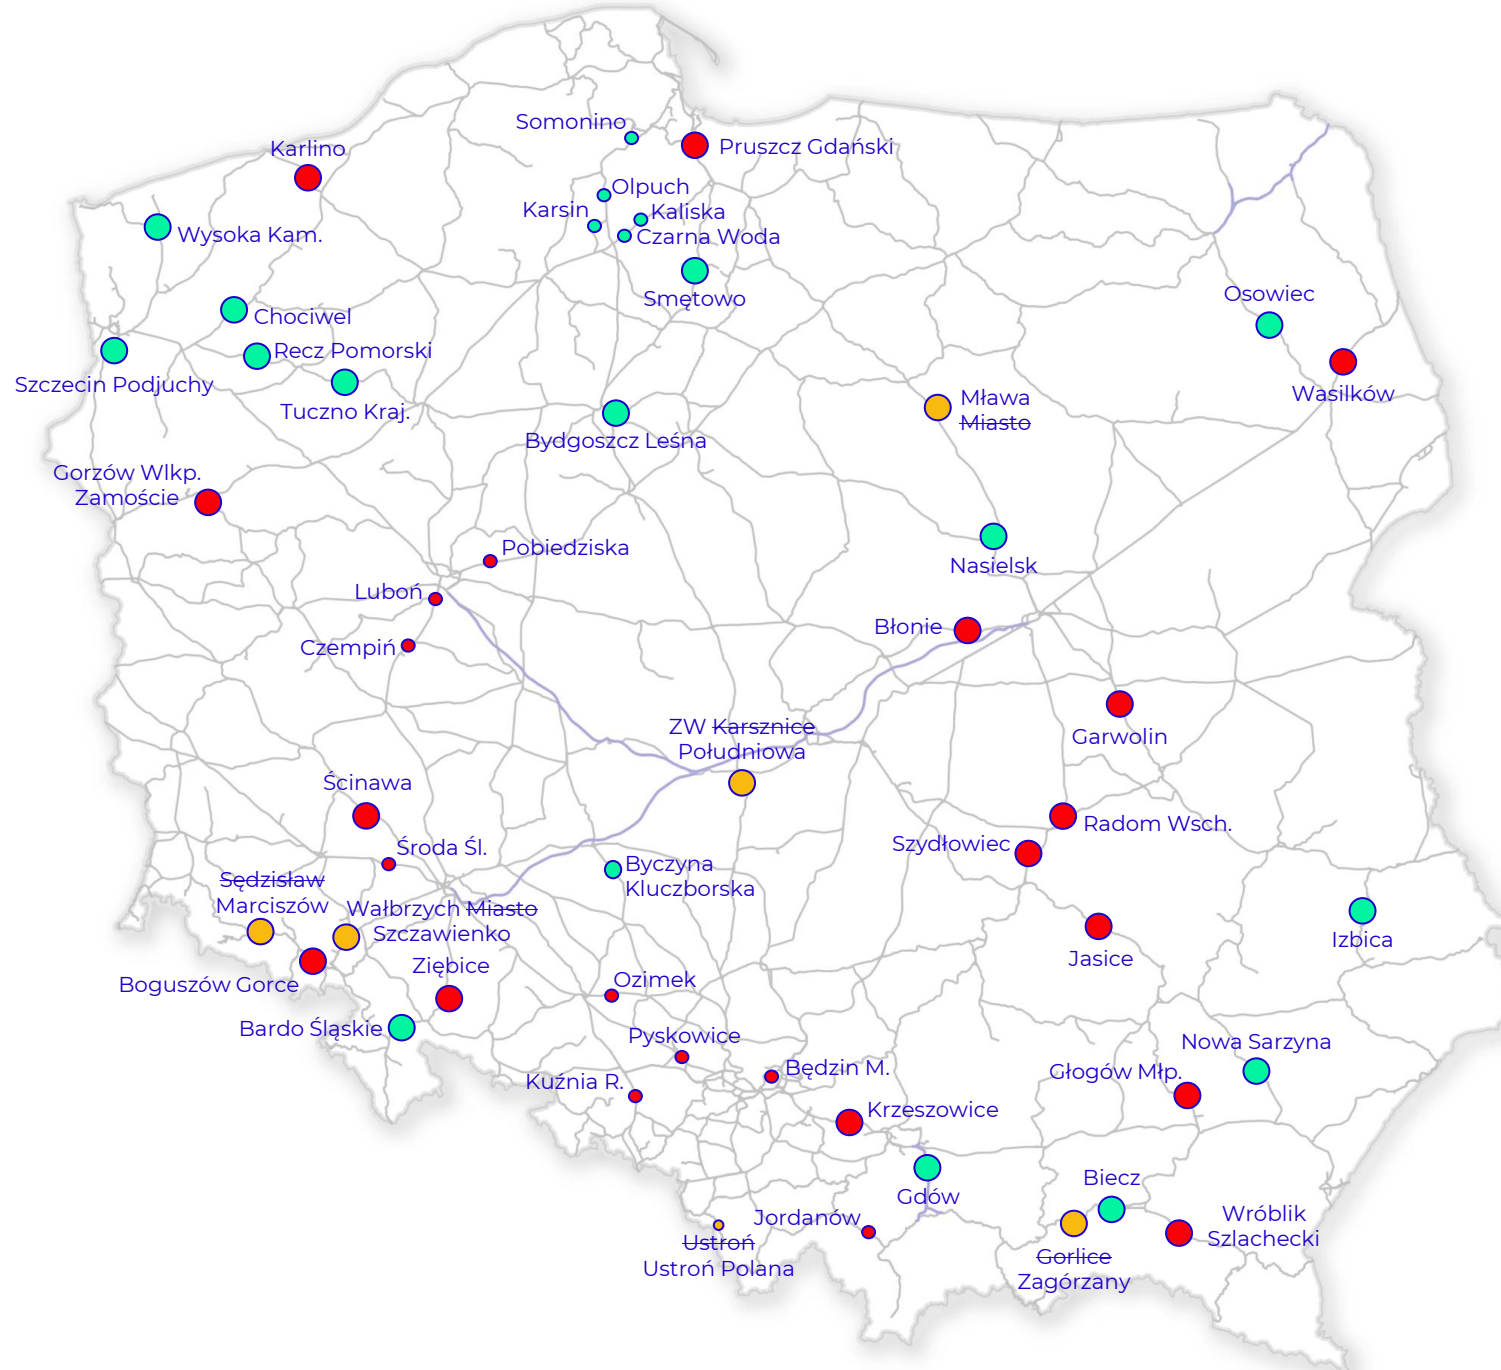 Somonino
Pruszcz Gdański
Karlino
Olpuch
Karsin
Kaliska
Wysoka Kam.
Czarna Woda
Smętowo
Osowiec
Chociwel
Recz Pomorski
Szczecin Podjuchy
Wasilków
Tuczno Kraj.
Mława
Miasto
Bydgoszcz Leśna
Gorzów Wlkp.
Zamoście
Pobiedziska
Nasielsk
Luboń
Błonie
Czempiń
ZW Karsznice
Południowa
Garwolin
Ścinawa
Radom Wsch.
Szydłowiec
Środa Śl.
Byczyna
Kluczborska
Sędzisław
Marciszów
Wałbrzych Miasto
Szczawienko
Izbica
Jasice
Ziębice
Boguszów Gorce
Ozimek
Bardo Śląskie
Pyskowice
Nowa Sarzyna
Będzin M.
Głogów Młp.
Kuźnia R.
Krzeszowice
Biecz
Gdów
Jordanów
Wróblik
Szlachecki
Ustroń
Ustroń Polana
Gorlice
Zagórzany